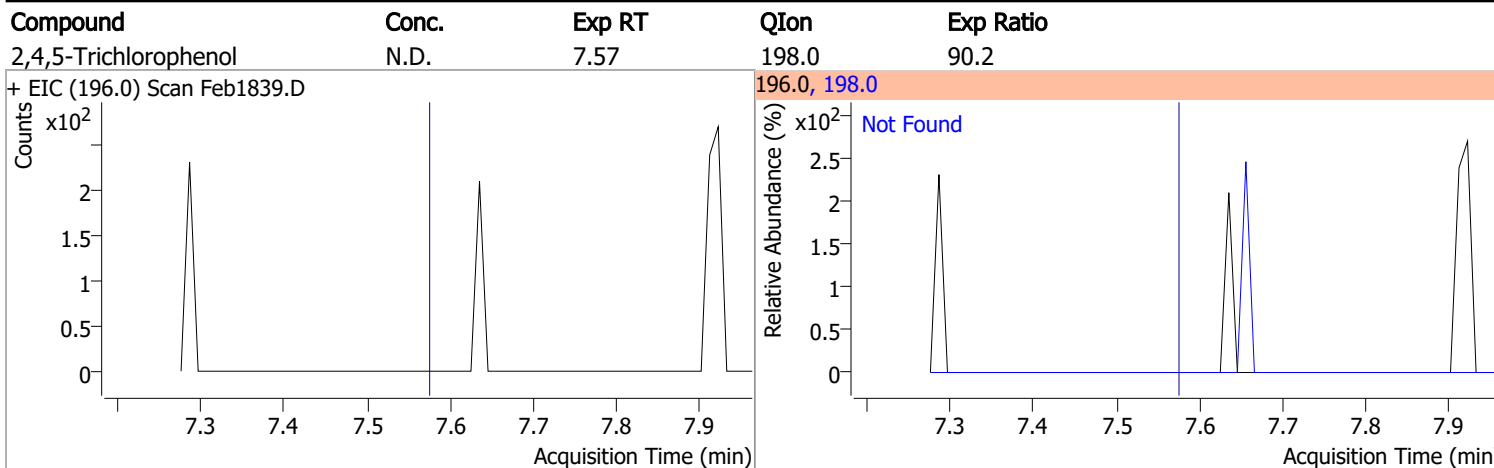 Compound Conc. Exp RT QIon Exp Ratio
2,4,5-Trichlorophenol N.D. 7.57 198.0 90.2
+ EIC (196.0) Scan Feb1839.D
Counts
x10²
2
1.5
1
0.5
0
7.3 7.4 7.5 7.6 7.7 7.8 7.9
Acquisition Time (min)
196.0, 198.0
Relative Abundance (%)
x10²
Not Found
2.5
2
1.5
1
0.5
0
7.3 7.4 7.5 7.6 7.7 7.8 7.9
Acquisition Time (min